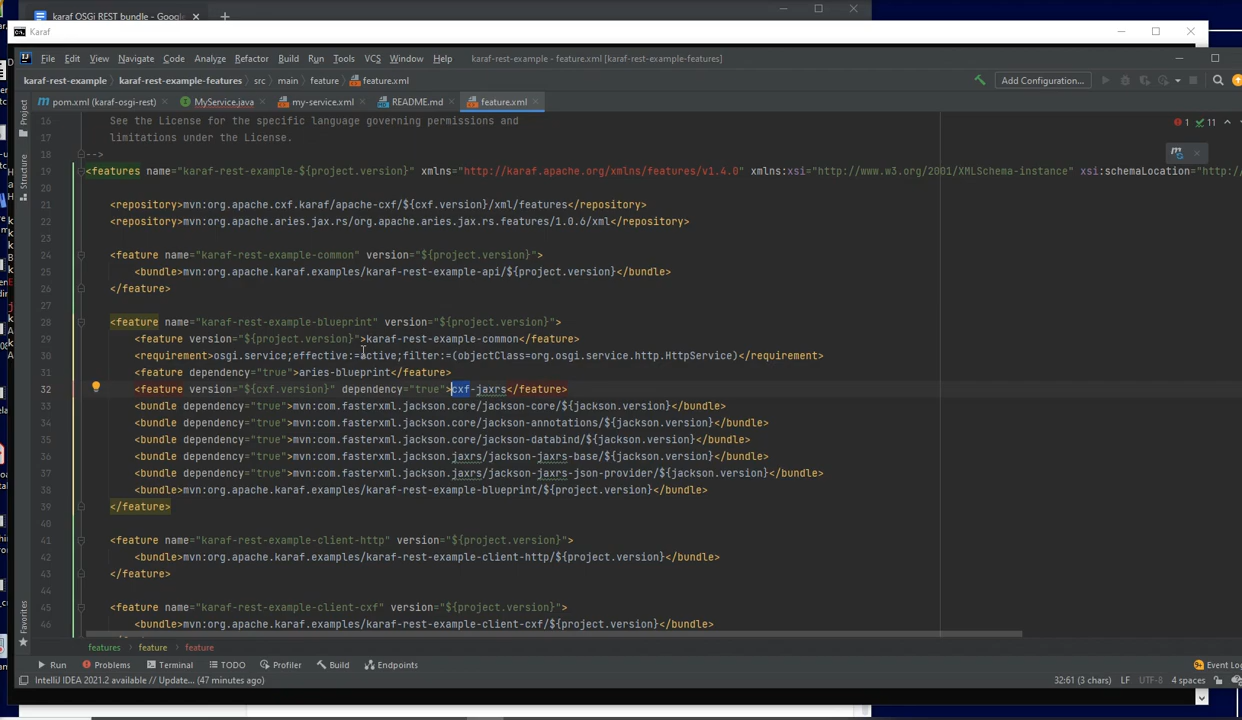 karaf OSGi REST bundle - Google
Karaf
File Edit View Navigate Code Analyze Refactor Build Run Tools VCS Window Help karaf-rest-example - feature.xml [karaf-rest-example-features]
karaf-rest-example karaf-rest-example-features src main feature feature.xml Add Configuration...
pom.xml (karaf-osgi-rest) MyService.java my-service.xml README.md feature.xml
Project
Structure
Favorites
1 11
16 See the License for the specific language governing permissions and
17 limitations under the License.
18 -->
19 <features name="karaf-rest-example-${project.version}" xmlns="http://karaf.apache.org/xmlns/features/v1.4.0" xmlns:xsi="http://www.w3.org/2001/XMLSchema-instance" xsi:schemaLocation="http://
20
21 <repository>mvn:org.apache.cxf.karaf/apache-cxf/${cxf.version}/xml/features</repository>
22 <repository>mvn:org.apache.aries.jax.rs/org.apache.aries.jax.rs.features/1.0.6/xml</repository>
23
24 <feature name="karaf-rest-example-common" version="${project.version}">
25 <bundle>mvn:org.apache.karaf.examples/karaf-rest-example-api/${project.version}</bundle>
26 </feature>
27
28 <feature name="karaf-rest-example-blueprint" version="${project.version}">
29 <feature version="${project.version}">karaf-rest-example-common</feature>
30 <requirement>osgi.service;effective:=active;filter:=(objectClass=org.osgi.service.http.HttpService)</requirement>
31 <feature dependency="true">aries-blueprint</feature>
32 <feature version="${cxf.version}" dependency="true">cxf-jaxrs</feature>
33 <bundle dependency="true">mvn:com.fasterxml.jackson.core/jackson-core/${jackson.version}</bundle>
34 <bundle dependency="true">mvn:com.fasterxml.jackson.core/jackson-annotations/${jackson.version}</bundle>
35 <bundle dependency="true">mvn:com.fasterxml.jackson.core/jackson-databind/${jackson.version}</bundle>
36 <bundle dependency="true">mvn:com.fasterxml.jackson.jaxrs/jackson-jaxrs-base/${jackson.version}</bundle>
37 <bundle dependency="true">mvn:com.fasterxml.jackson.jaxrs/jackson-jaxrs-json-provider/${jackson.version}</bundle>
38 <bundle>mvn:org.apache.karaf.examples/karaf-rest-example-blueprint/${project.version}</bundle>
39 </feature>
40
41 <feature name="karaf-rest-example-client-http" version="${project.version}">
42 <bundle>mvn:org.apache.karaf.examples/karaf-rest-example-client-http/${project.version}</bundle>
43 </feature>
44
45 <feature name="karaf-rest-example-client-cxf" version="${project.version}">
46 <bundle>mvn:org.apache.karaf.examples/karaf-rest-example-client-cxf/${project.version}</bundle>
features feature feature
Run Problems Terminal TODO Profiler Build Endpoints Event Log
IntelliJ IDEA 2021.2 available // Update... (47 minutes ago) 32:61 (3 chars) LF UTF-8 4 spaces